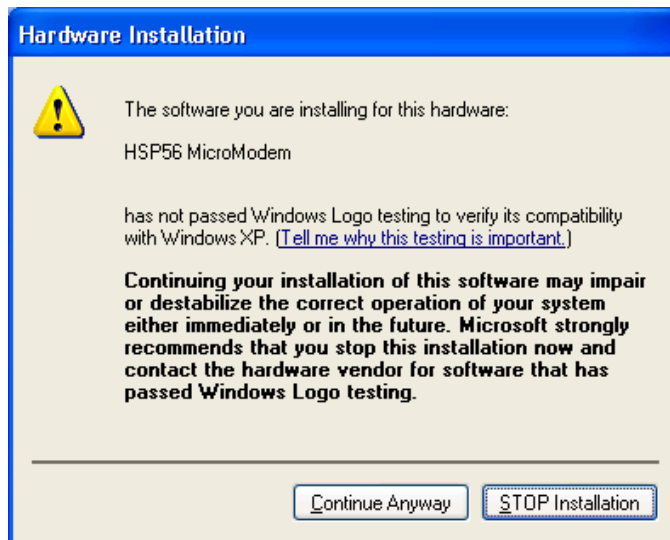 Hardware Installation
The software you are installing for this hardware:
HSP56 MicroModem
has not passed Windows Logo testing to verify its compatibility
with Windows XP. (Tell me why this testing is important.)
Continuing your installation of this software may impair
or destabilize the correct operation of your system
either immediately or in the future. Microsoft strongly
recommends that you stop this installation now and
contact the hardware vendor for software that has
passed Windows Logo testing.
Continue Anyway STOP Installation